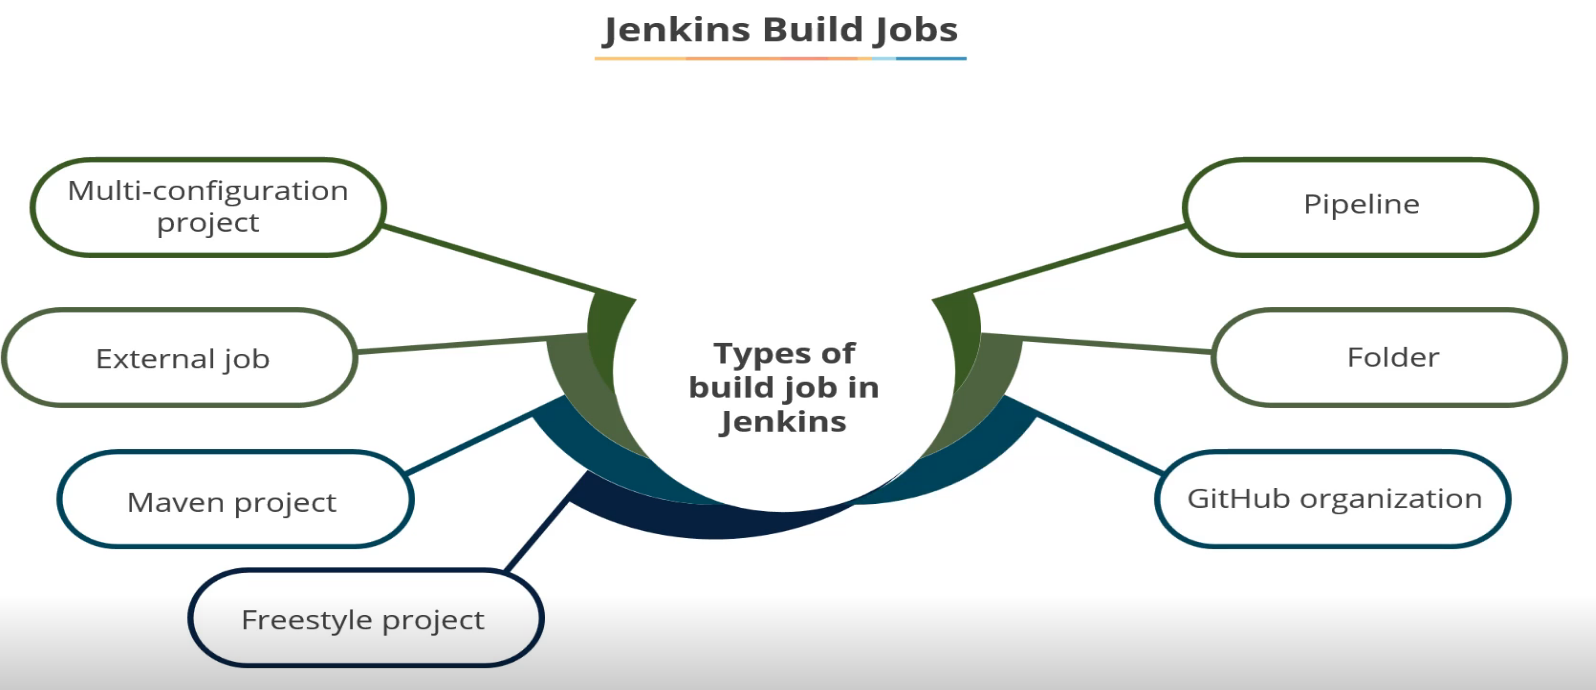 Jenkins Build Jobs
Multi-configuration
project
External job
Maven project
Freestyle project
Types of
build job in
Jenkins
Pipeline
Folder
GitHub organization